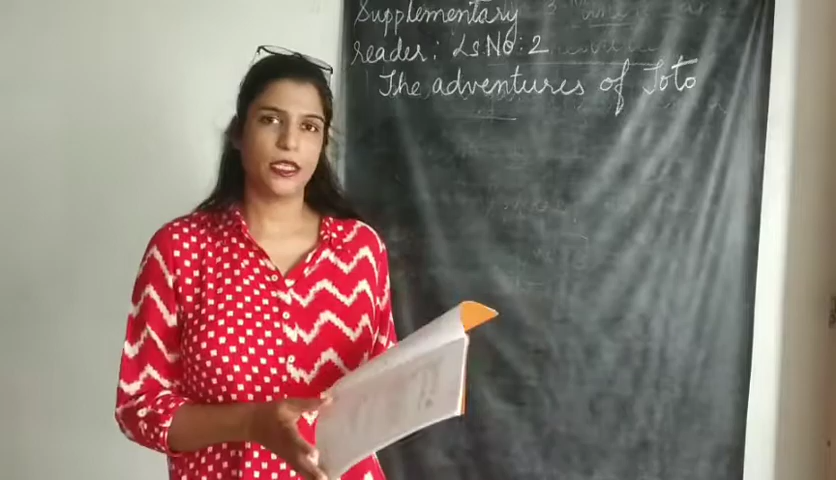 Supplementary
reader: Ls No: 2
The adventures of Toto